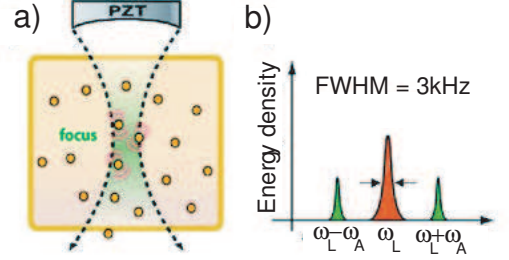 a)
PZT
focus
b)
FWHM = 3kHz
Energy density
ω_L−ω_A
ω_L
ω_L+ω_A